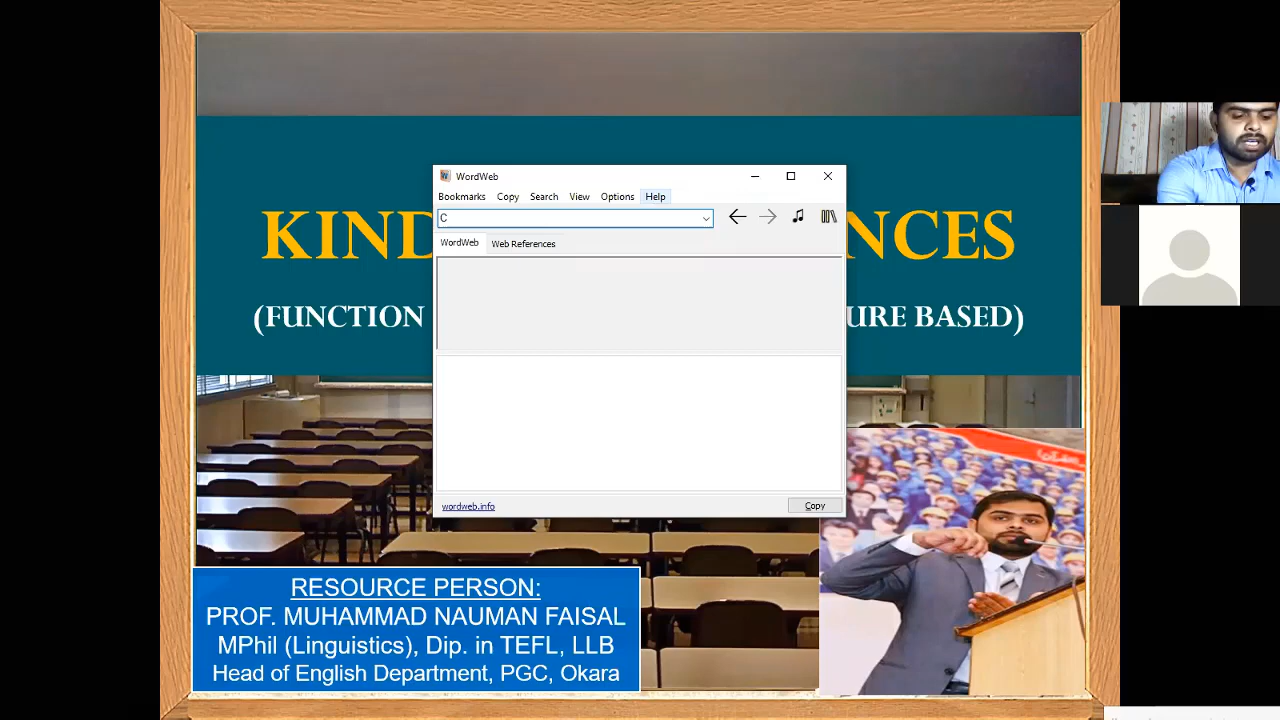 KIND
NCES
(FUNCTION
URE BASED)
WordWeb
Bookmarks Copy Search View Options Help
C
WordWeb Web References
wordweb.info
Copy
RESOURCE PERSON:
PROF. MUHAMMAD NAUMAN FAISAL
MPhil (Linguistics), Dip. in TEFL, LLB
Head of English Department, PGC, Okara